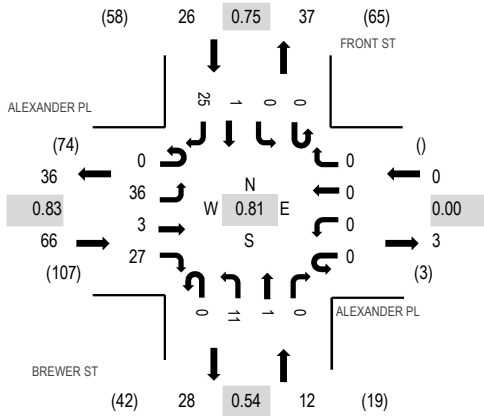 (58) 26 0.75 37 (65)
FRONT ST
25 1 0 0
ALEXANDER PL
(74) ()
36 0 0 0
0.83 36 N 0 0.00
3 W 0.81 E 0
66 27 S 0 3
(107) (3)
0 11 1 0
ALEXANDER PL
BREWER ST
(42) 28 0.54 12 (19)